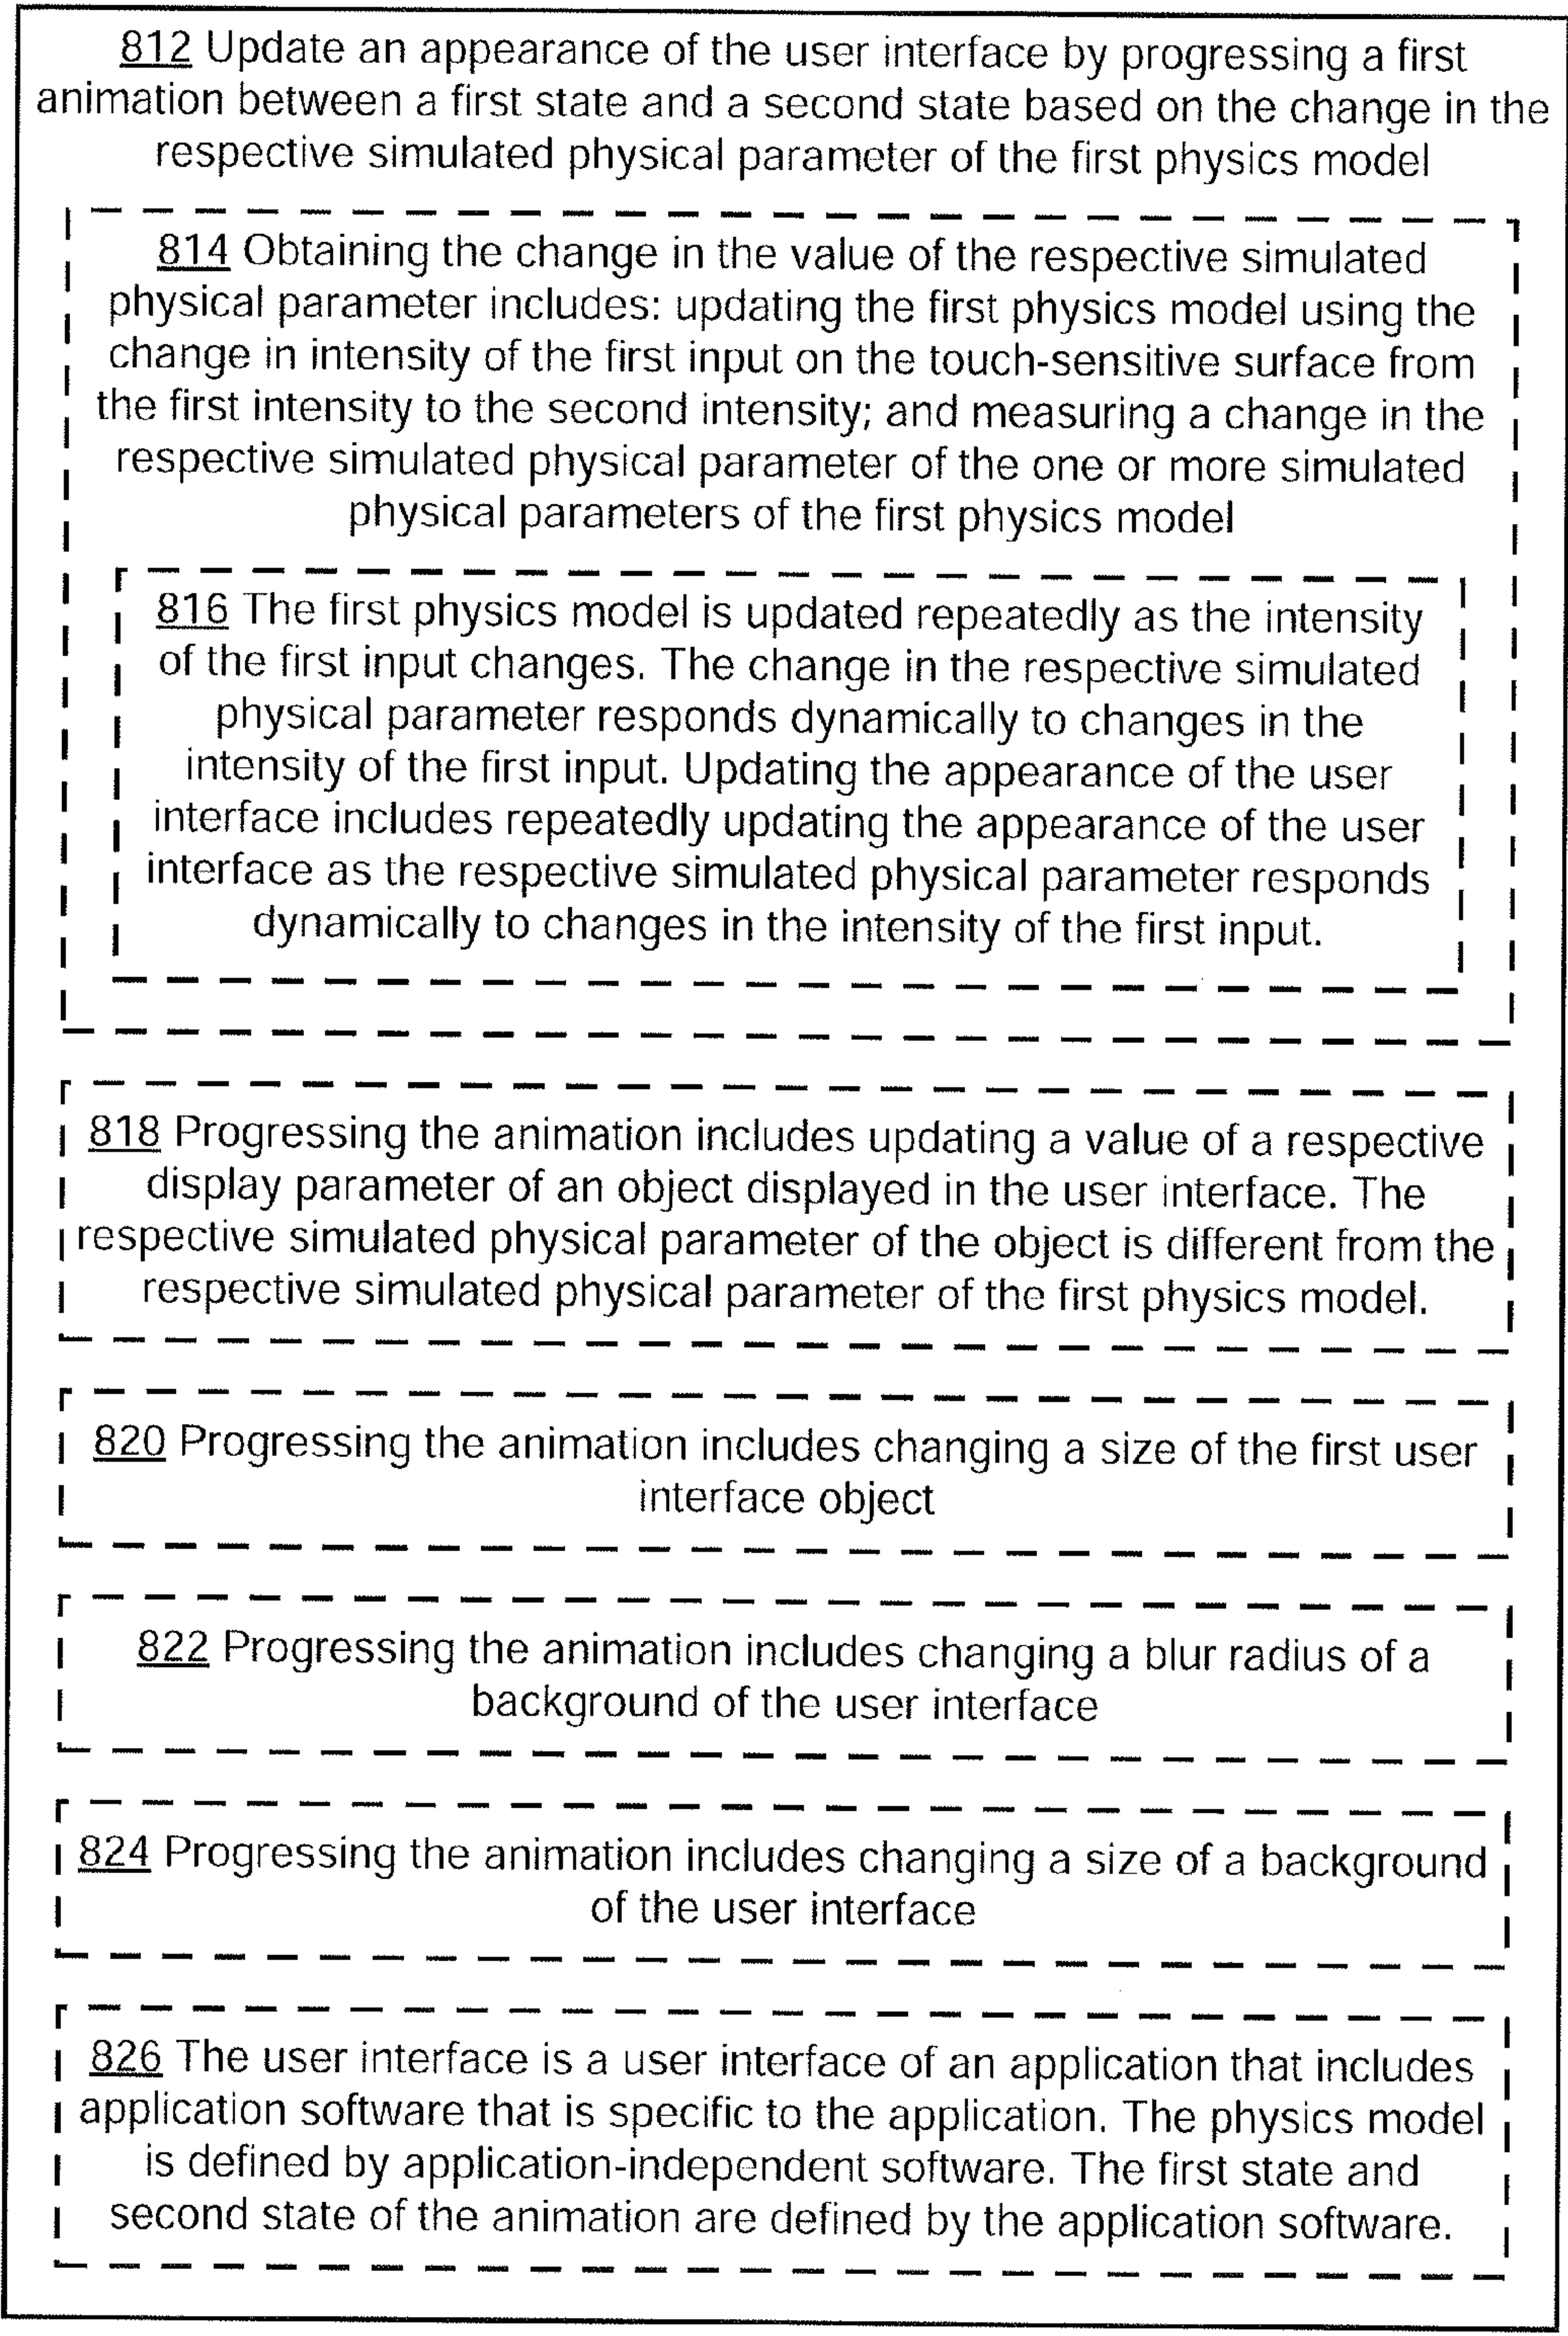 812 Update an appearance of the user interface by progressing a first
animation between a first state and a second state based on the change in the
respective simulated physical parameter of the first physics model
814 Obtaining the change in the value of the respective simulated
physical parameter includes: updating the first physics model using the
change in intensity of the first input on the touch-sensitive surface from
the first intensity to the second intensity; and measuring a change in the
respective simulated physical parameter of the one or more simulated
physical parameters of the first physics model
816 The first physics model is updated repeatedly as the intensity
of the first input changes. The change in the respective simulated
physical parameter responds dynamically to changes in the
intensity of the first input. Updating the appearance of the user
interface includes repeatedly updating the appearance of the user
interface as the respective simulated physical parameter responds
dynamically to changes in the intensity of the first input.
818 Progressing the animation includes updating a value of a respective
display parameter of an object displayed in the user interface. The
respective simulated physical parameter of the object is different from the
respective simulated physical parameter of the first physics model.
820 Progressing the animation includes changing a size of the first user
interface object
822 Progressing the animation includes changing a blur radius of a
background of the user interface
824 Progressing the animation includes changing a size of a background
of the user interface
826 The user interface is a user interface of an application that includes
application software that is specific to the application. The physics model
is defined by application-independent software. The first state and
second state of the animation are defined by the application software.